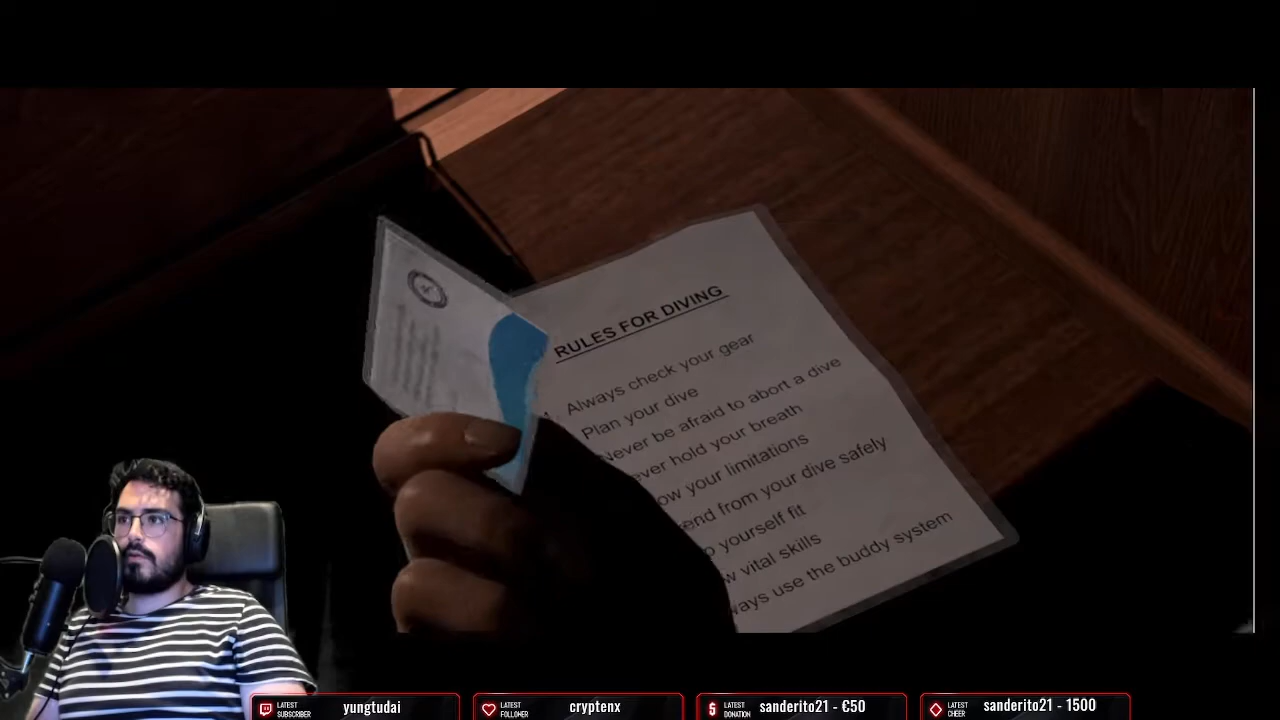 RULES FOR DIVING
Always check your gear
Plan your dive
Never be afraid to abort a dive
ever hold your breath
ow your limitations
end from your dive safely
p yourself fit
w vital skills
ways use the buddy system
LATEST SUBSCRIBER yungtudai
LATEST FOLLOWER cryptenx
LATEST DONATION sanderito21 - €50
LATEST CHEER sanderito21 - 1500